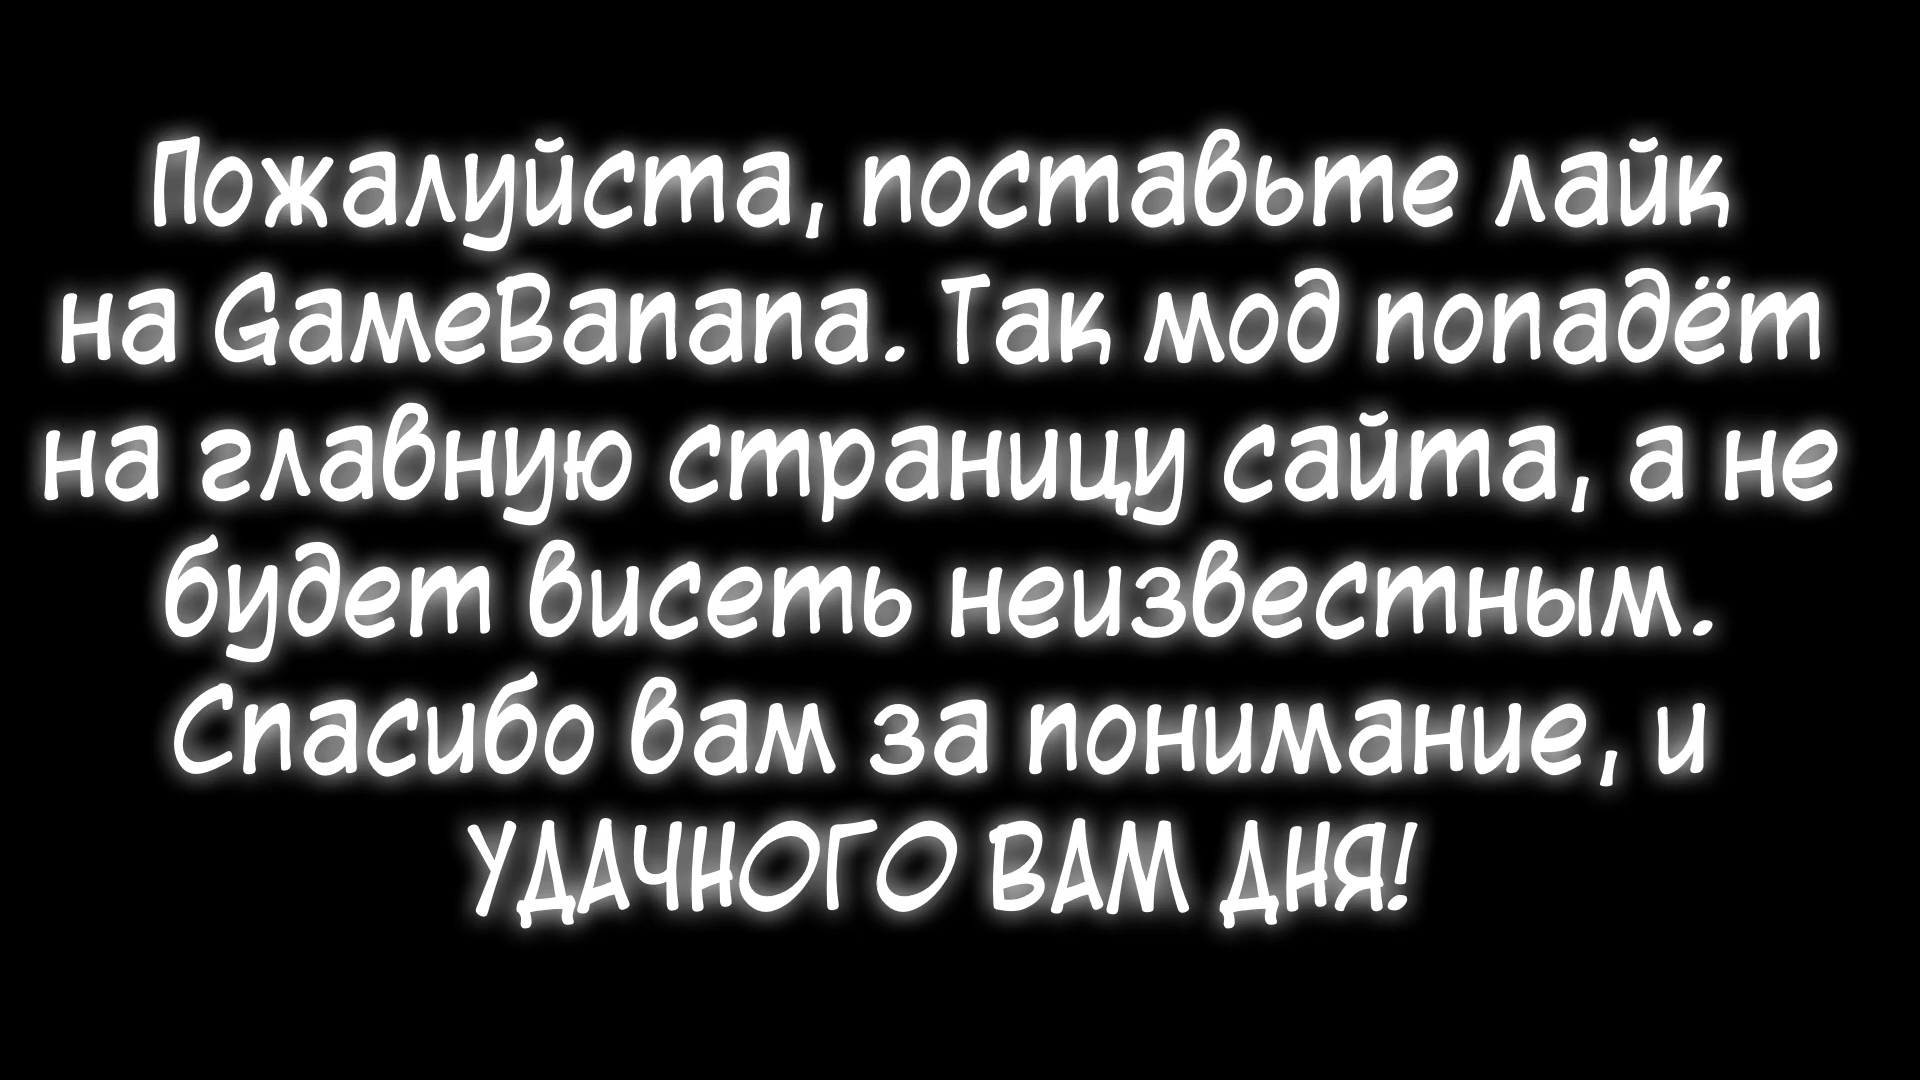 Пожалуйста, поставьте лайк
на GameBanana. Так мод попадёт
на главную страницу сайта, а не
будет висеть неизвестным.
Спасибо вам за понимание, и
УДАЧНОГО ВАМ ДНЯ!